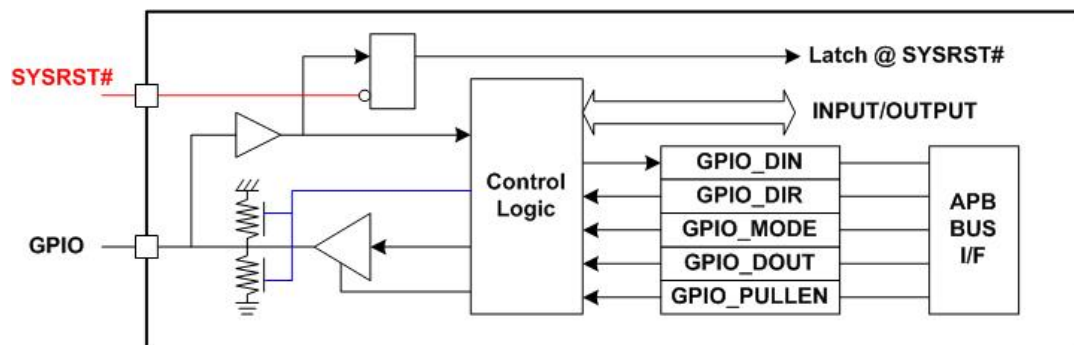 SYSRST#
Latch @ SYSRST#
INPUT/OUTPUT
GPIO
Control
Logic
GPIO_DIN
GPIO_DIR
GPIO_MODE
GPIO_DOUT
GPIO_PULLEN
APB
BUS
I/F